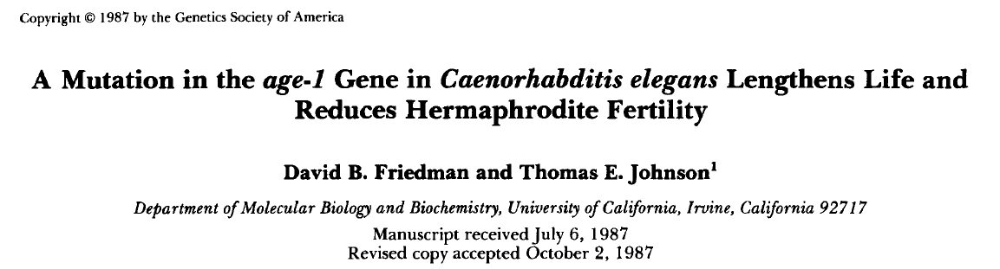 Copyright © 1987 by the Genetics Society of America
A Mutation in the age-1 Gene in Caenorhabditis elegans Lengthens Life and
Reduces Hermaphrodite Fertility
David B. Friedman and Thomas E. Johnson¹
Department of Molecular Biology and Biochemistry, University of California, Irvine, California 92717
Manuscript received July 6, 1987
Revised copy accepted October 2, 1987